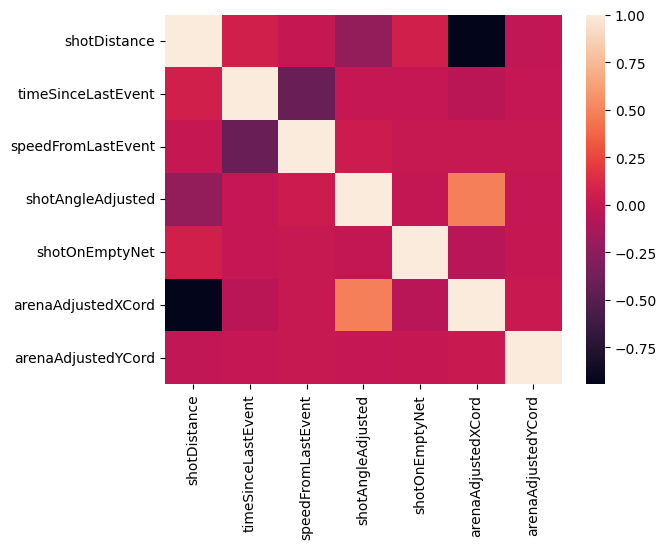 shotDistance
timeSinceLastEvent
speedFromLastEvent
shotAngleAdjusted
shotOnEmptyNet
arenaAdjustedXCord
arenaAdjustedYCord
shotDistance
timeSinceLastEvent
speedFromLastEvent
shotAngleAdjusted
shotOnEmptyNet
arenaAdjustedXCord
arenaAdjustedYCord
1.00
0.75
0.50
0.25
0.00
−0.25
−0.50
−0.75